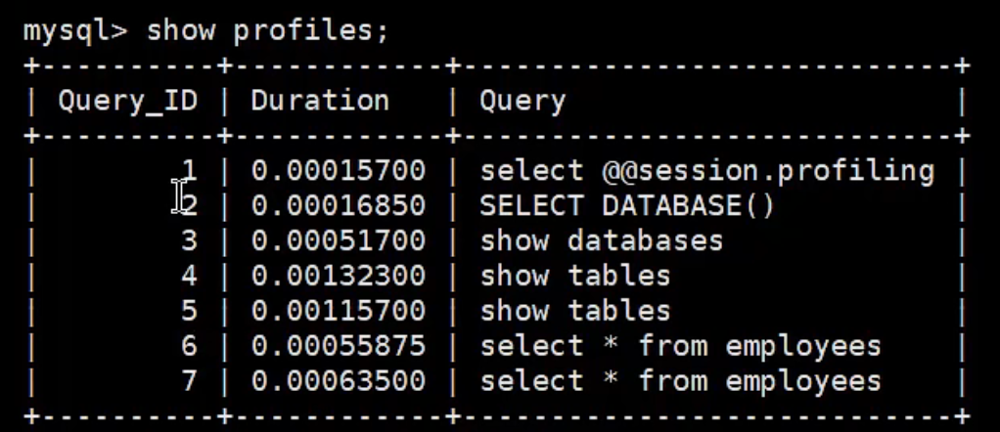 mysql> show profiles;
+----------+------------+----------------------------+
| Query_ID | Duration   | Query                      |
+----------+------------+----------------------------+
|        1 | 0.00015700 | select @@session.profiling |
|        2 | 0.00016850 | SELECT DATABASE()          |
|        3 | 0.00051700 | show databases             |
|        4 | 0.00132300 | show tables                |
|        5 | 0.00115700 | show tables                |
|        6 | 0.00055875 | select * from employees    |
|        7 | 0.00063500 | select * from employees    |
+----------+------------+----------------------------+